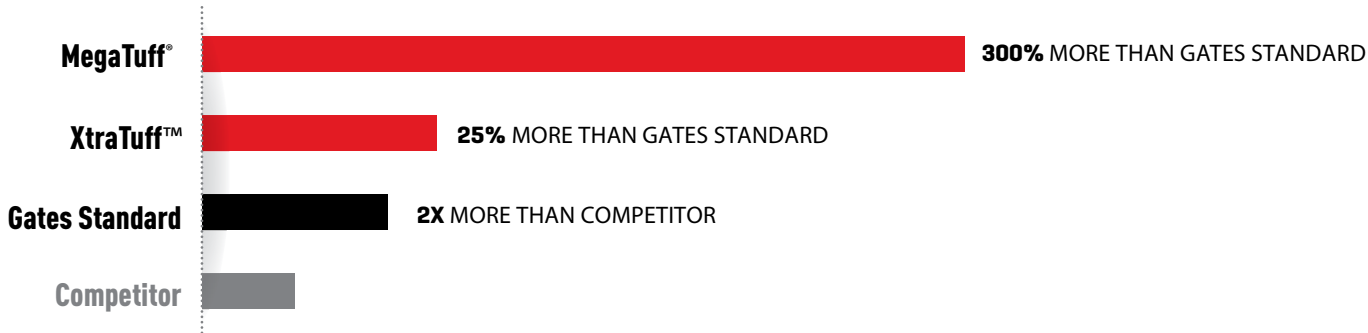 MegaTuff® 300% MORE THAN GATES STANDARD
XtraTuff™ 25% MORE THAN GATES STANDARD
Gates Standard 2X MORE THAN COMPETITOR
Competitor